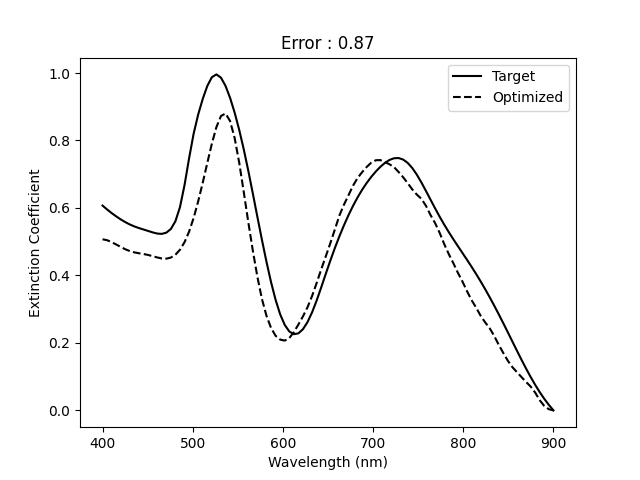 Error : 0.87
Target
Optimized
Extinction Coefficient
1.0
0.8
0.6
0.4
0.2
0.0
400 500 600 700 800 900
Wavelength (nm)